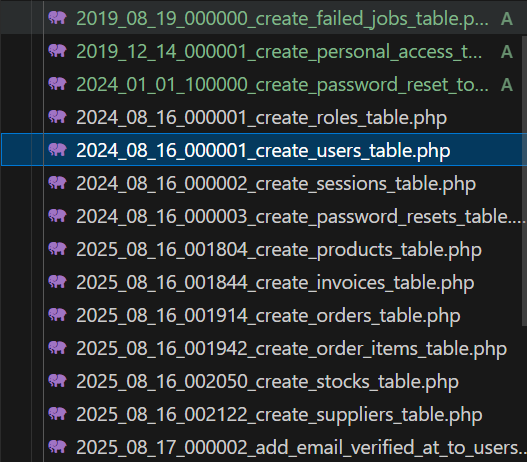 2019_08_19_000000_create_failed_jobs_table.p... A
2019_12_14_000001_create_personal_access_t... A
2024_01_01_100000_create_password_reset_to... A
2024_08_16_000001_create_roles_table.php
2024_08_16_000001_create_users_table.php
2024_08_16_000002_create_sessions_table.php
2024_08_16_000003_create_password_resets_table....
2025_08_16_001804_create_products_table.php
2025_08_16_001844_create_invoices_table.php
2025_08_16_001914_create_orders_table.php
2025_08_16_001942_create_order_items_table.php
2025_08_16_002050_create_stocks_table.php
2025_08_16_002122_create_suppliers_table.php
2025_08_17_000002_add_email_verified_at_to_users...